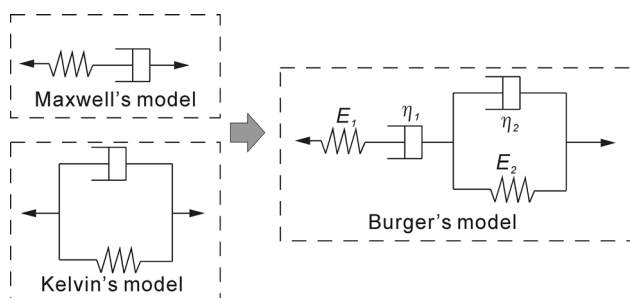 Maxwell's model
Kelvin's model
E₁
η₁
η₂
E₂
Burger's model